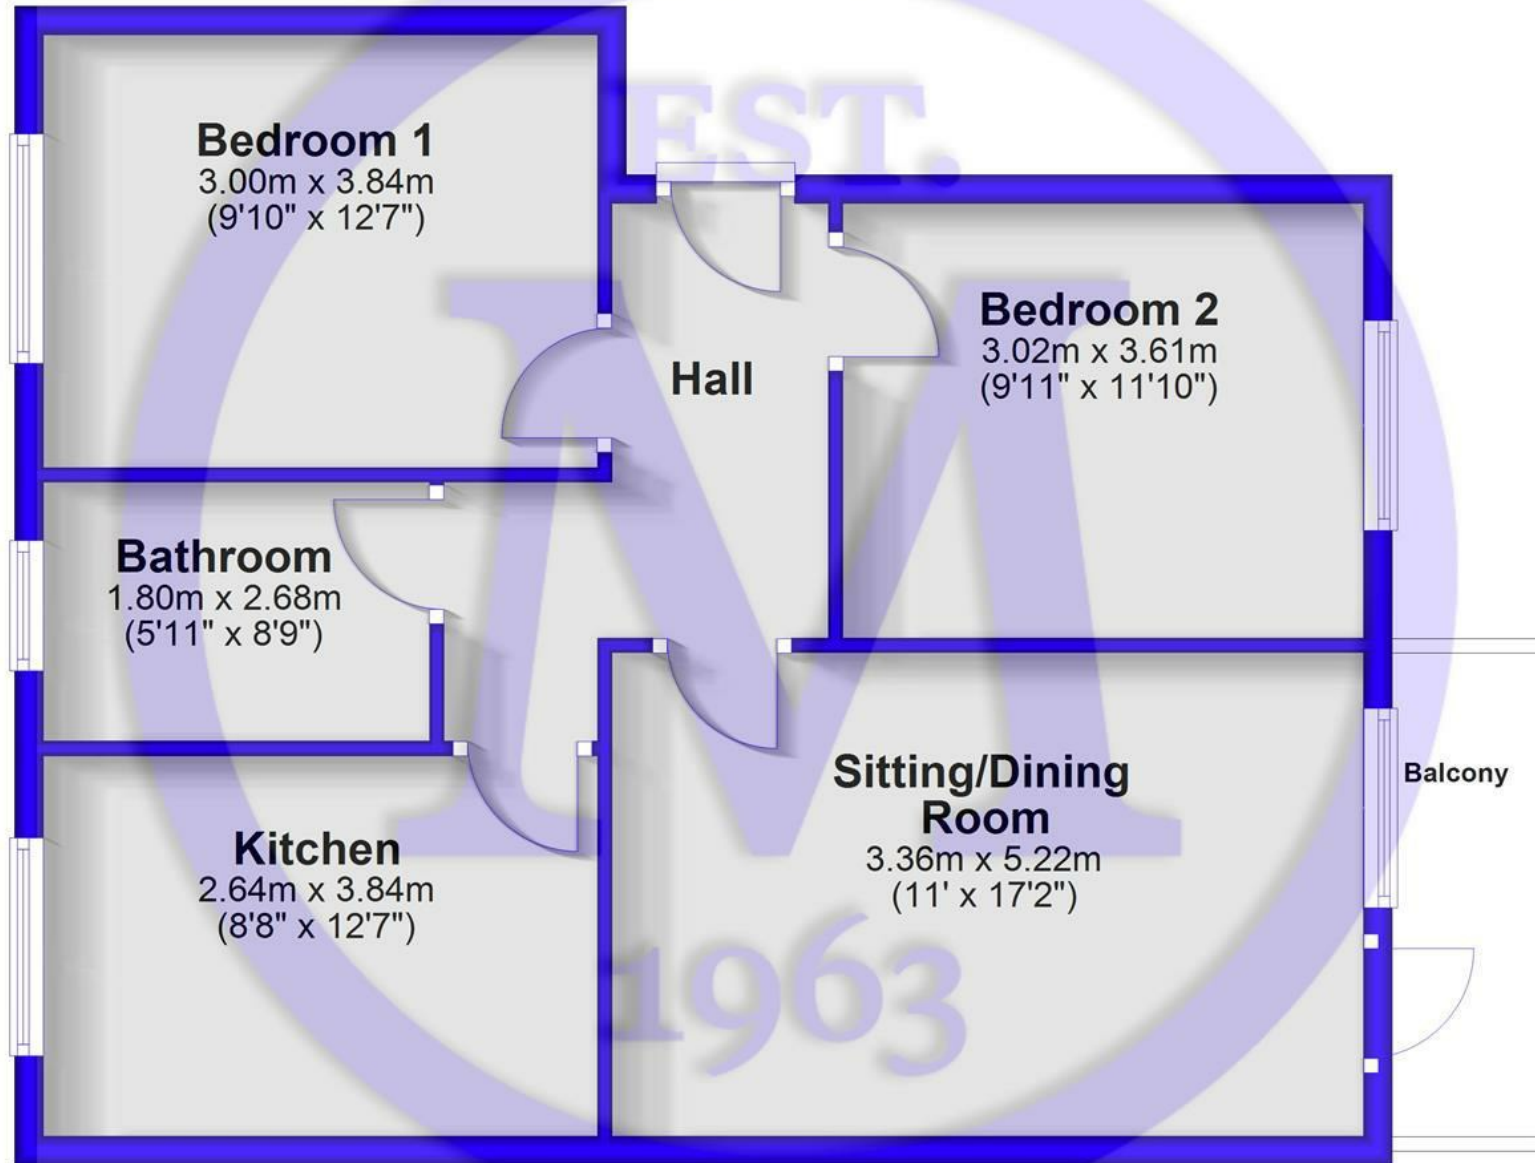 EST.
Bedroom 1
3.00m x 3.84m
(9'10" x 12'7")
Bedroom 2
3.02m x 3.61m
(9'11" x 11'10")
Hall
M
Bathroom
1.80m x 2.68m
(5'11" x 8'9")
Sitting/Dining
Room
3.36m x 5.22m
(11' x 17'2")
Balcony
Kitchen
2.64m x 3.84m
(8'8" x 12'7")
1963